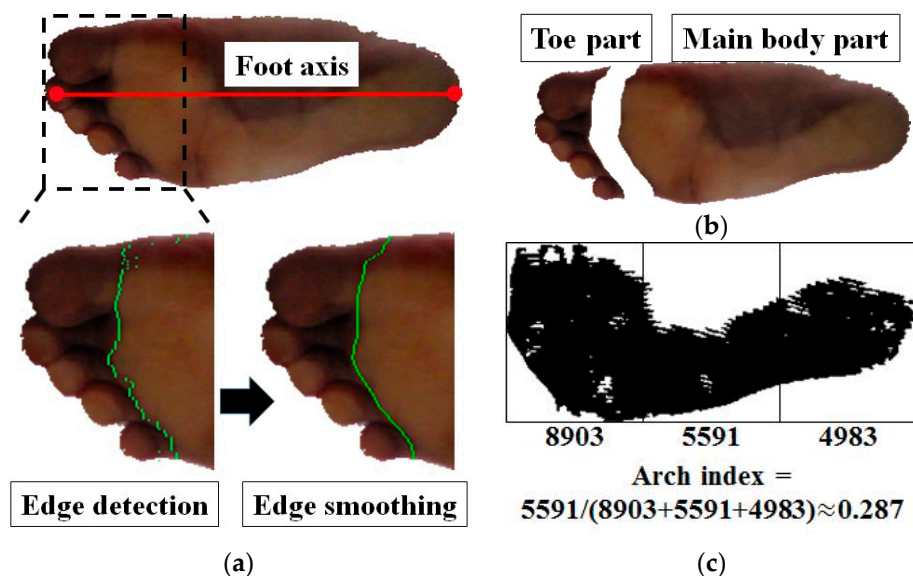 Foot axis
Toe part
Main body part
(b)
Edge detection
Edge smoothing
(a)
8903
5591
4983
Arch index =
5591/(8903+5591+4983)≈0.287
(c)